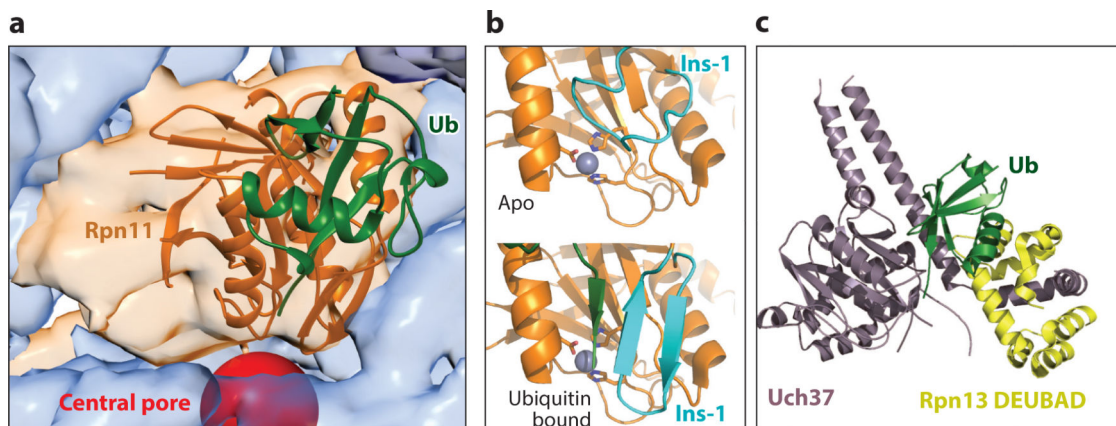 a
Ub
Rpn11
Central pore
b
Ins-1
Apo
Ubiquitin
bound
Ins-1
c
Ub
Uch37
Rpn13 DEUBAD